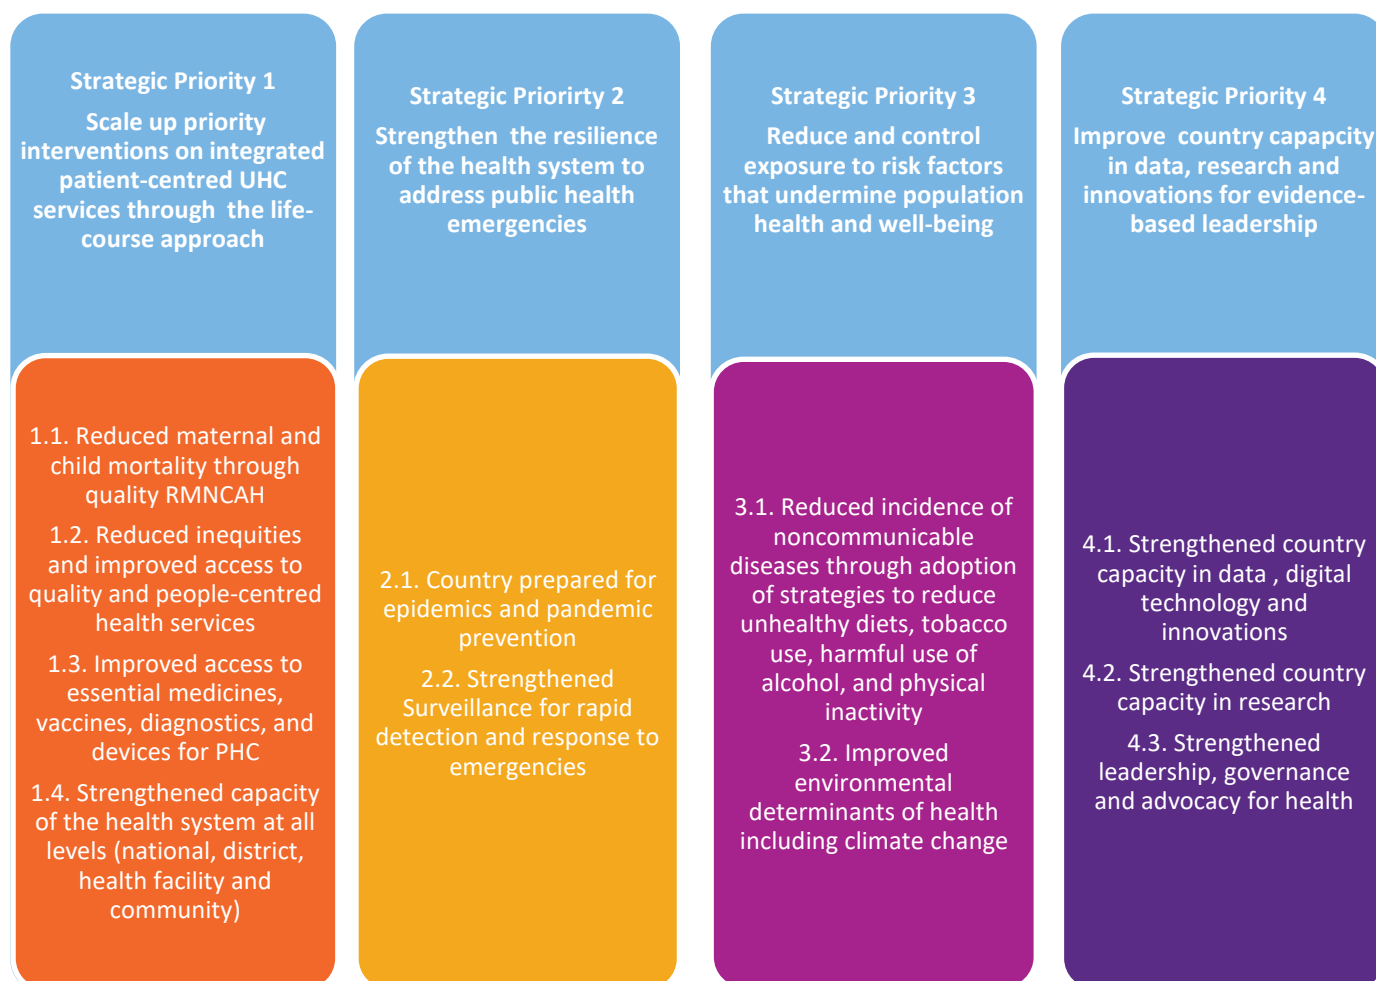 Strategic Priority 1
Scale up priority
interventions on integrated
patient-centred UHC
services through the life-
course approach
1.1. Reduced maternal and
child mortality through
quality RMNCAH
1.2. Reduced inequities
and improved access to
quality and people-centred
health services
1.3. Improved access to
essential medicines,
vaccines, diagnostics, and
devices for PHC
1.4. Strengthened capacity
of the health system at all
levels (national, district,
health facility and
community)
Strategic Priorirty 2
Strengthen the resilience
of the health system to
address public health
emergencies
2.1. Country prepared for
epidemics and pandemic
prevention
2.2. Strengthened
Surveillance for rapid
detection and response to
emergencies
Strategic Priority 3
Reduce and control
exposure to risk factors
that undermine population
health and well-being
3.1. Reduced incidence of
noncommunicable
diseases through adoption
of strategies to reduce
unhealthy diets, tobacco
use, harmful use of
alcohol, and physical
inactivity
3.2. Improved
environmental
determinants of health
including climate change
Strategic Priority 4
Improve country capapcity
in data, research and
innovations for evidence-
based leadership
4.1. Strengthened country
capacity in data , digital
technology and
innovations
4.2. Strengthened country
capacity in research
4.3. Strengthened
leadership, governance
and advocacy for health